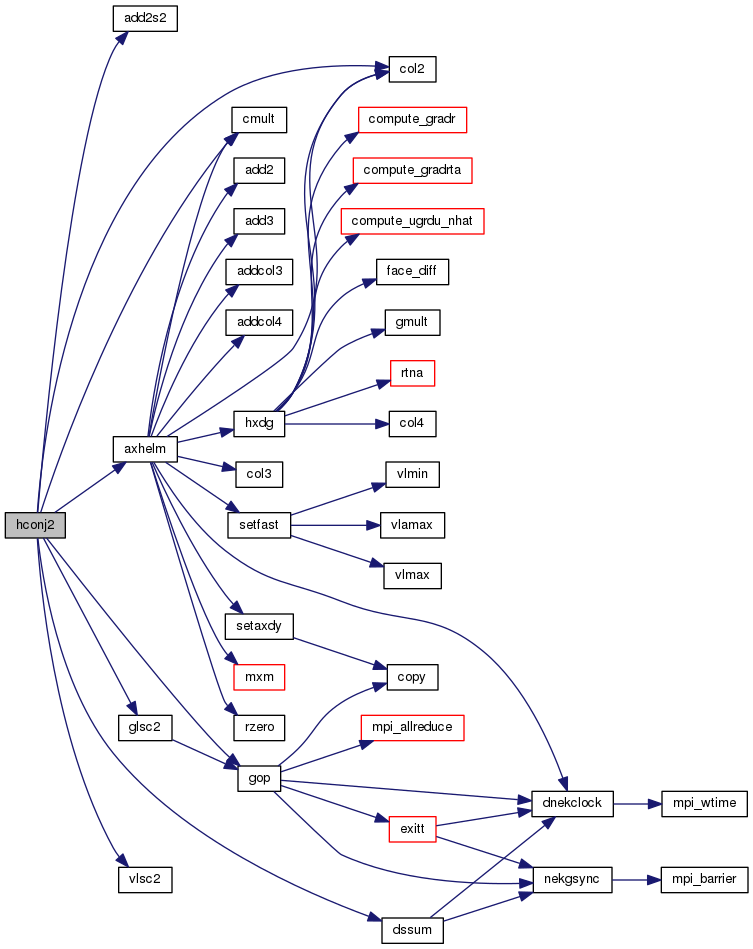 add2s2
col2
cmult
compute_gradr
add2
compute_gradrta
add3
compute_ugrdu_nhat
addcol3
face_diff
addcol4
gmult
rtna
hxdg
col4
axhelm
col3
vlmin
hconj2
setfast
vlamax
vlmax
setaxdy
copy
mxm
glsc2
rzero
mpi_allreduce
gop
dnekclock
mpi_wtime
exitt
vlsc2
nekgsync
mpi_barrier
dssum